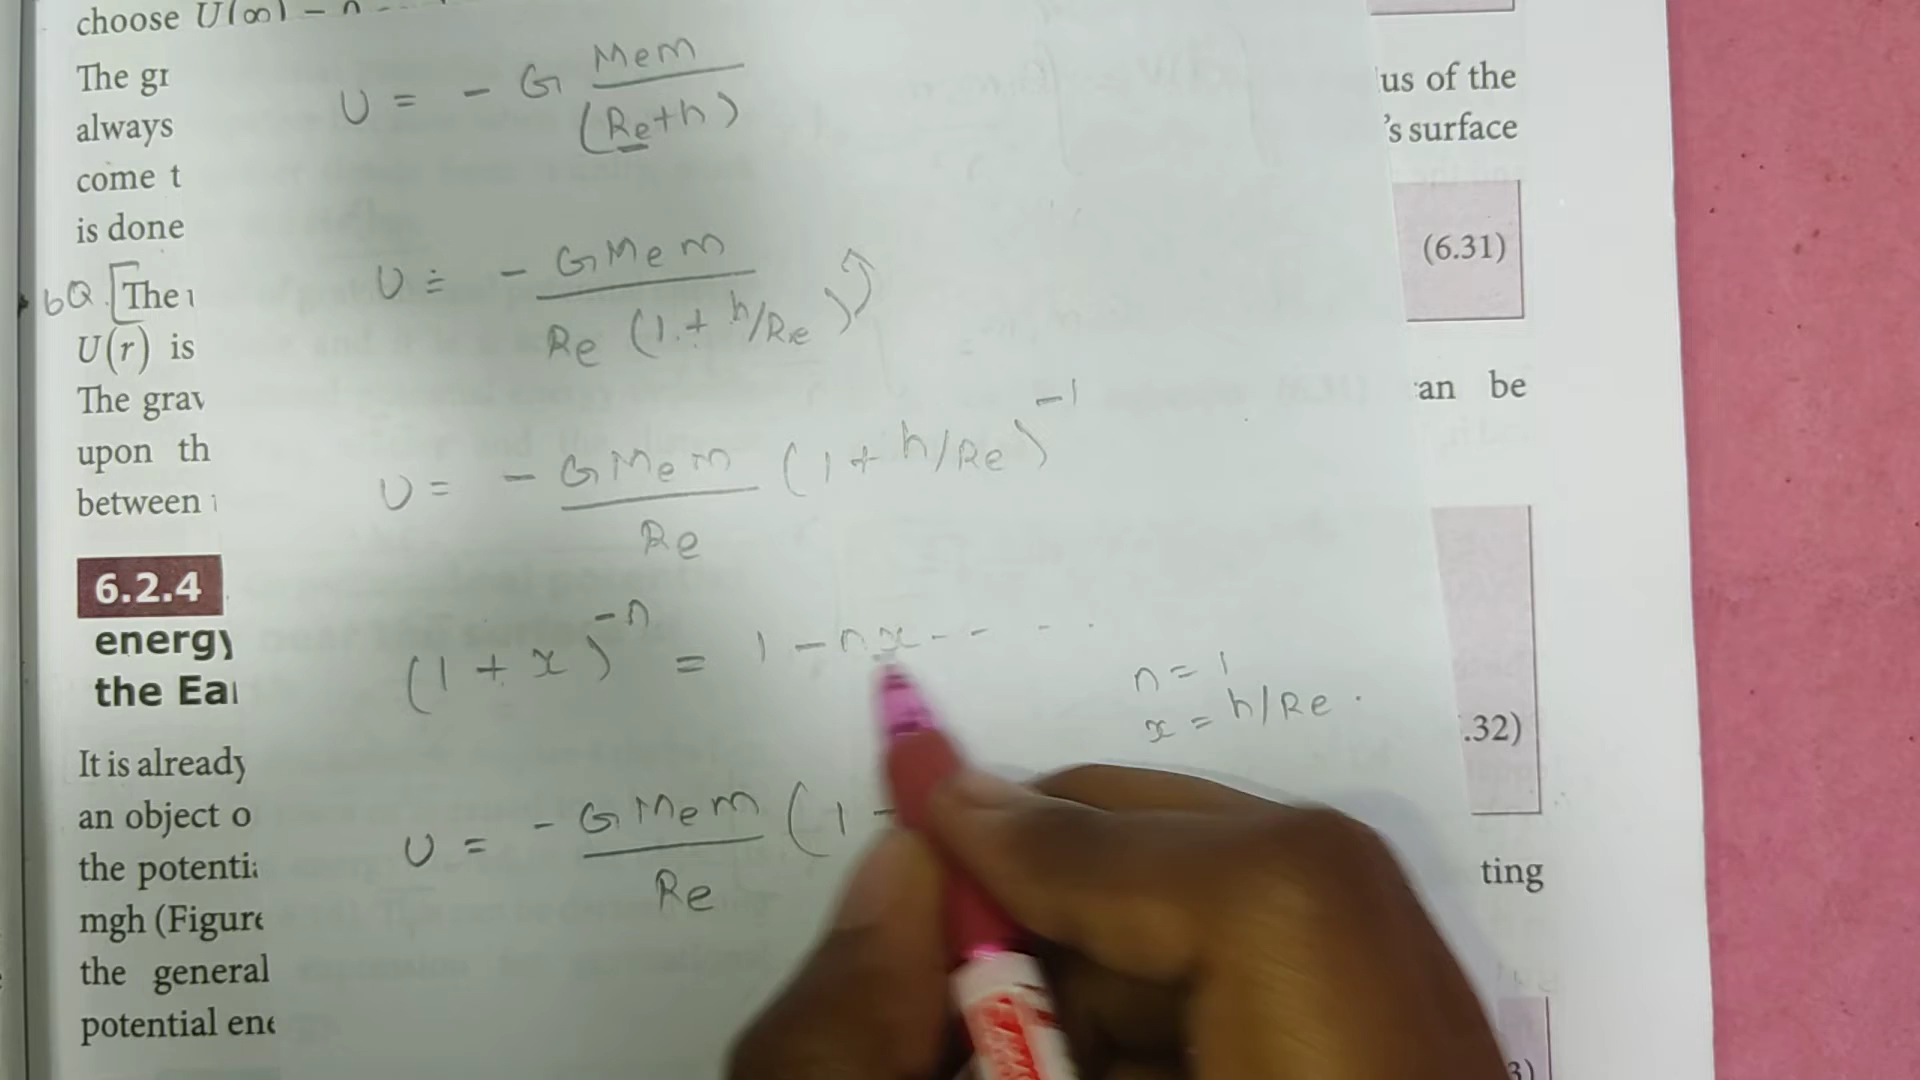 choose U(∞) =
The
U = - G MeM / (Re+h)
us of the
always
's surface
come t
is done
(6.31)
6Q. [The
U = - GMem / Re (1 + h/Re)
U(r) is
The grav
an be
upon th
U = - GMem / Re (1 + h/Re)^-1
between
6.2.4
energy
(1 + x)^-n = 1 - nx - - - -
the Ear
n = 1
x = h/Re.
.32)
It is already
an object o
U = - GMem / Re (1 -
the potenti
ting
mgh (Figure
the general
potential ene
3)